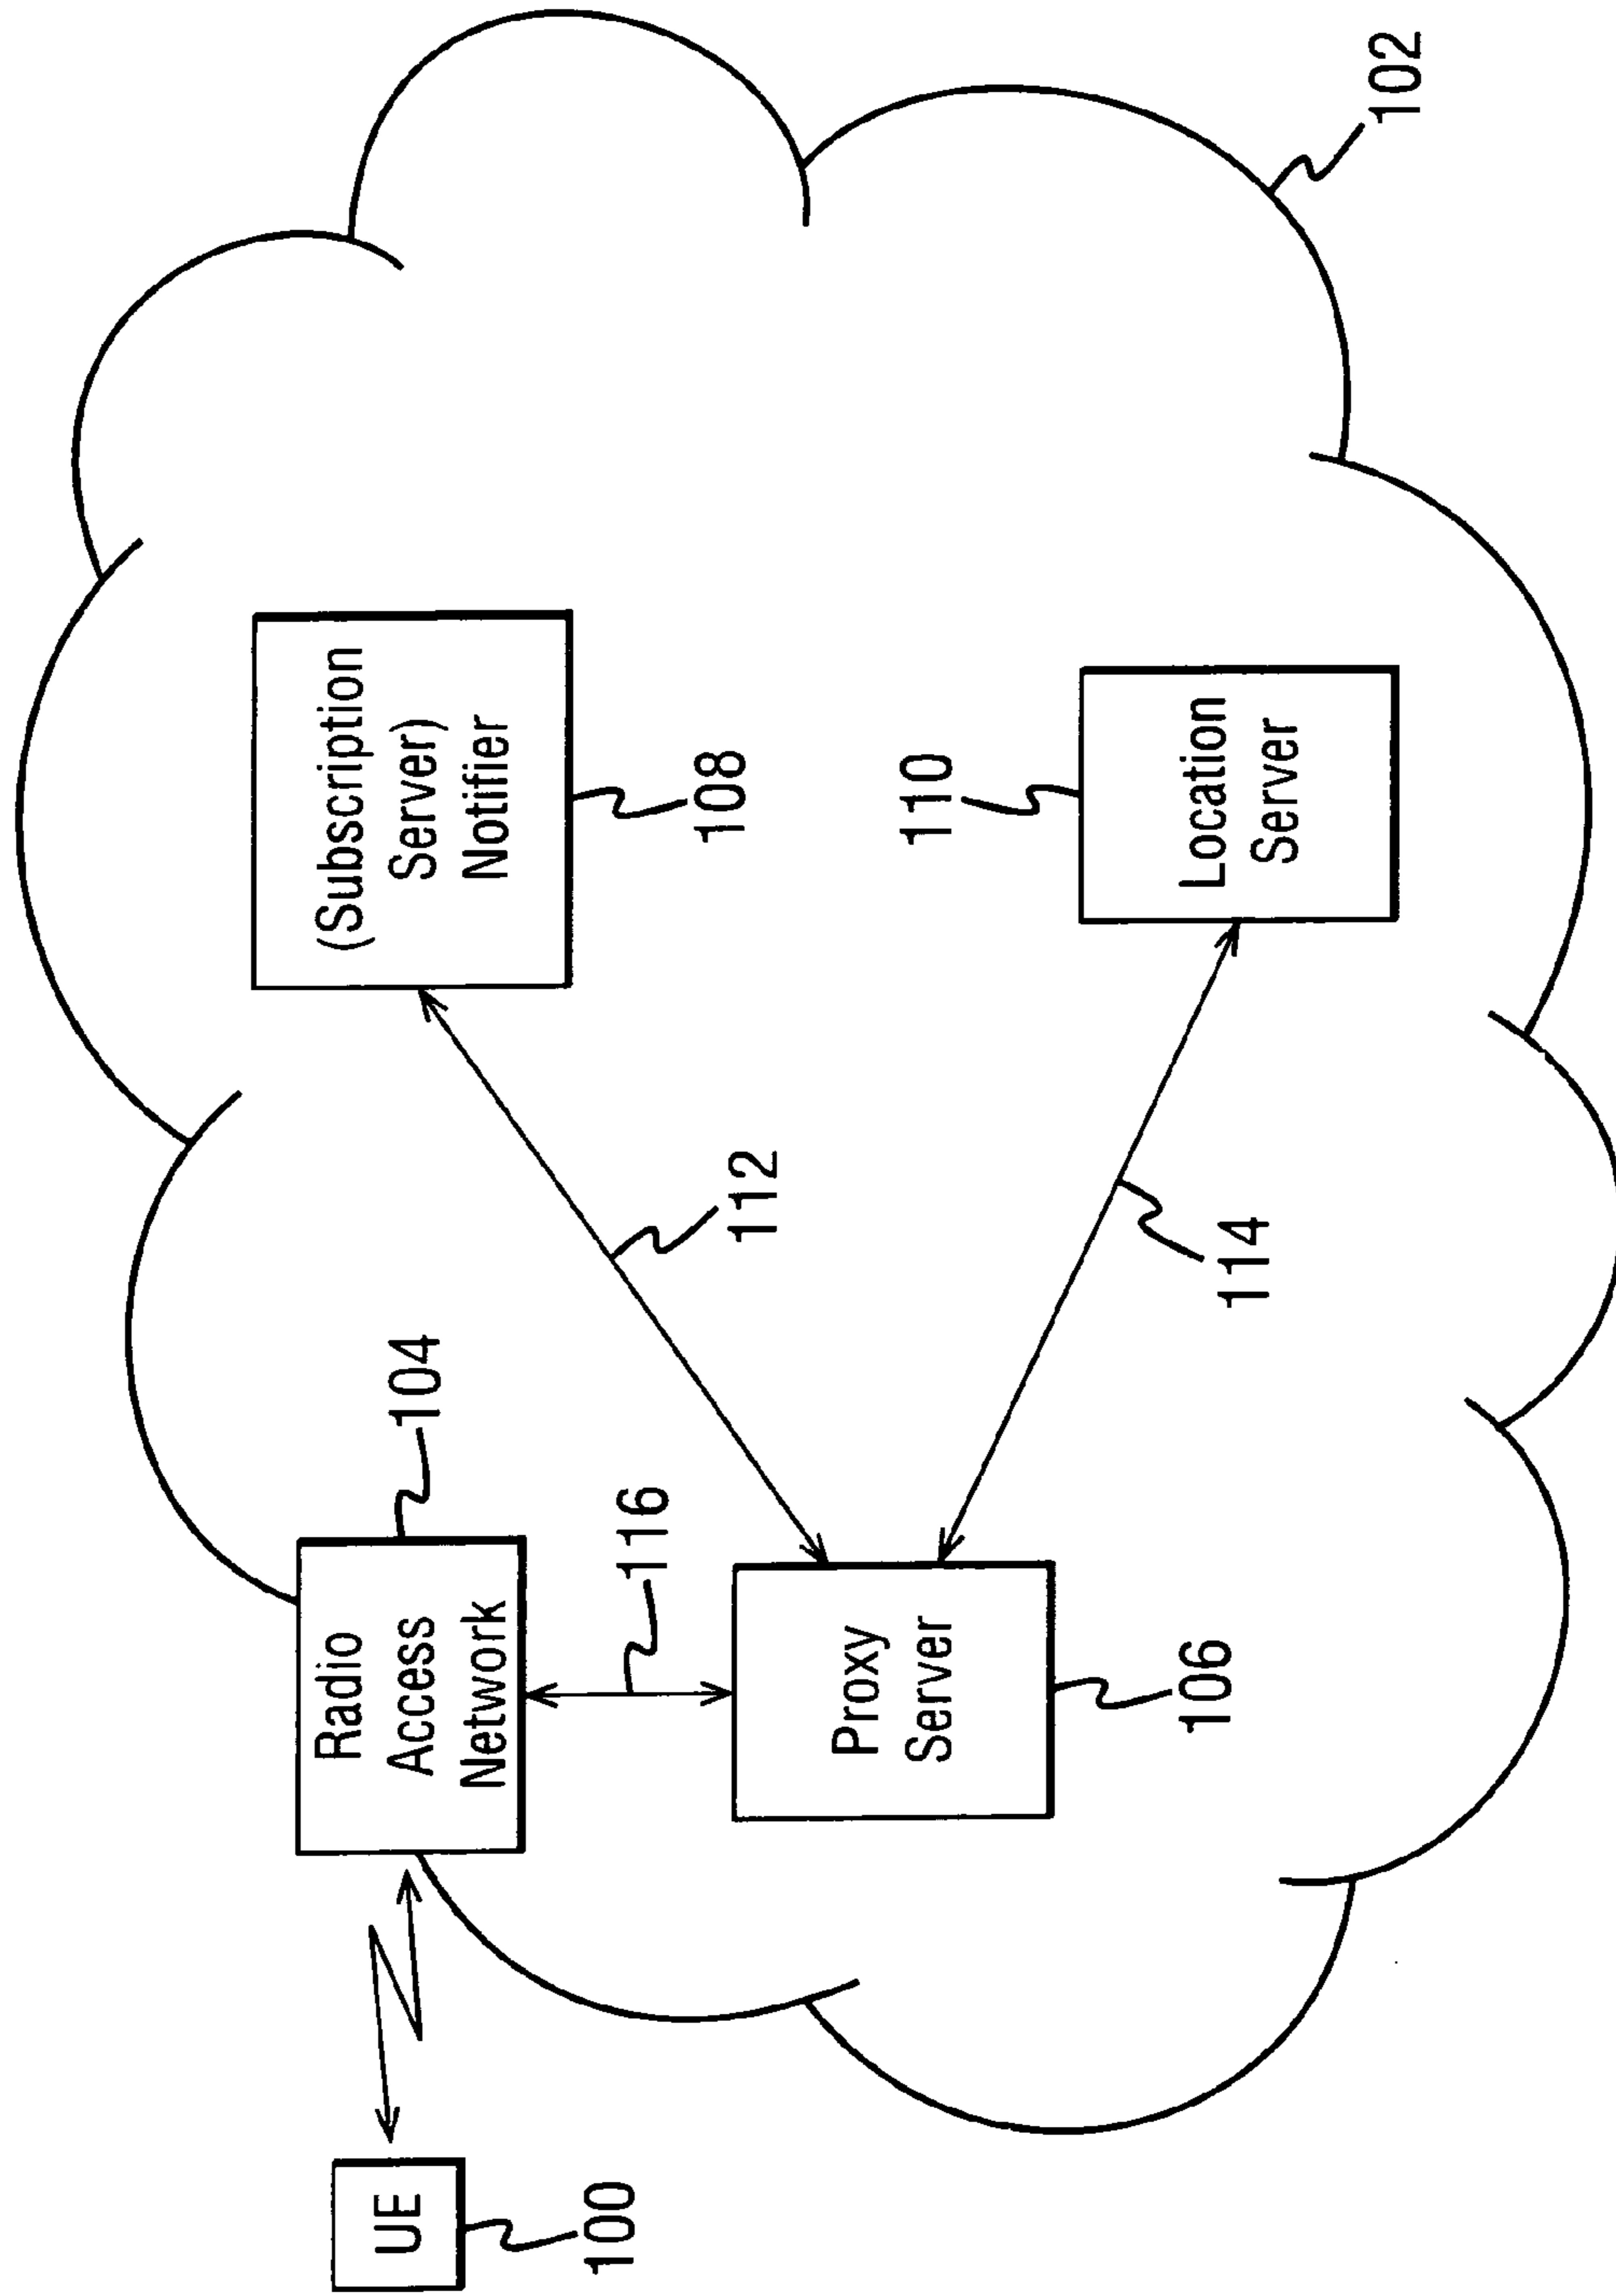 UE
100
Radio
Access
Network
104
116
Proxy
Server
106
112
114
(Subscription
Server)
Notifier
108
110
Location
Server
102